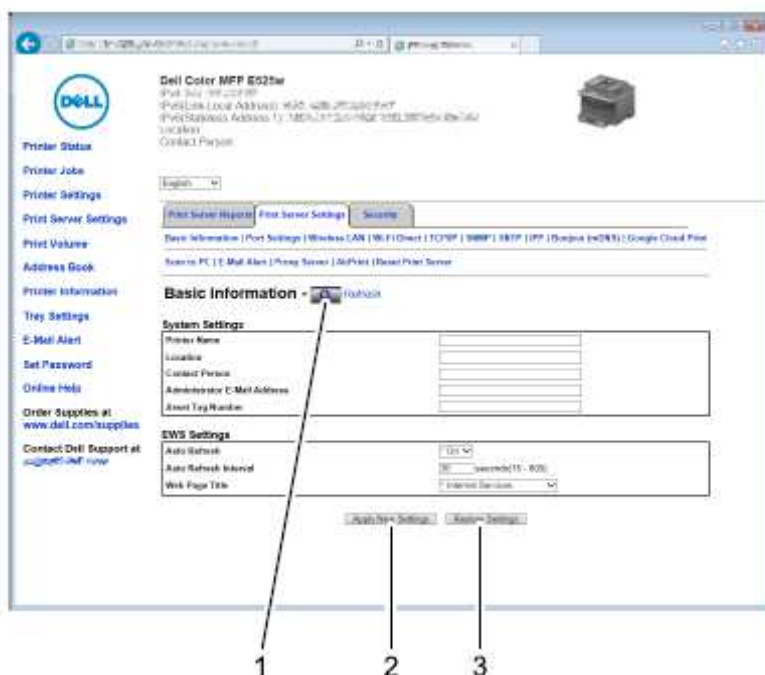 DELL
Dell Color MFP E525w
Location
Contact Person
English
Printer Status
Printer Jobs
Printer Settings
Print Server Settings
Print Volume
Address Book
Printer Information
Tray Settings
E-Mail Alert
Set Password
Online Help
Order Supplies at
www.dell.com/supplies
Contact Dell Support at
Print Server Reports
Print Server Settings
Security
Basic Information | Port Settings | Wireless LAN | Wi-Fi Direct | TCP/IP | SNMP | SNTP | IPP | Bonjour (mDNS) | Google Cloud Print
Scan to PC | E-Mail Alert | Proxy Server | AirPrint | Reset Print Server
Basic Information - Refresh
System Settings
Printer Name
Location
Contact Person
Administrator E-Mail Address
Asset Tag Number
EWS Settings
Auto Refresh
On
Auto Refresh Interval
seconds
Web Page Title
* Internet Services
Apply New Settings
Restore Settings
1
2
3